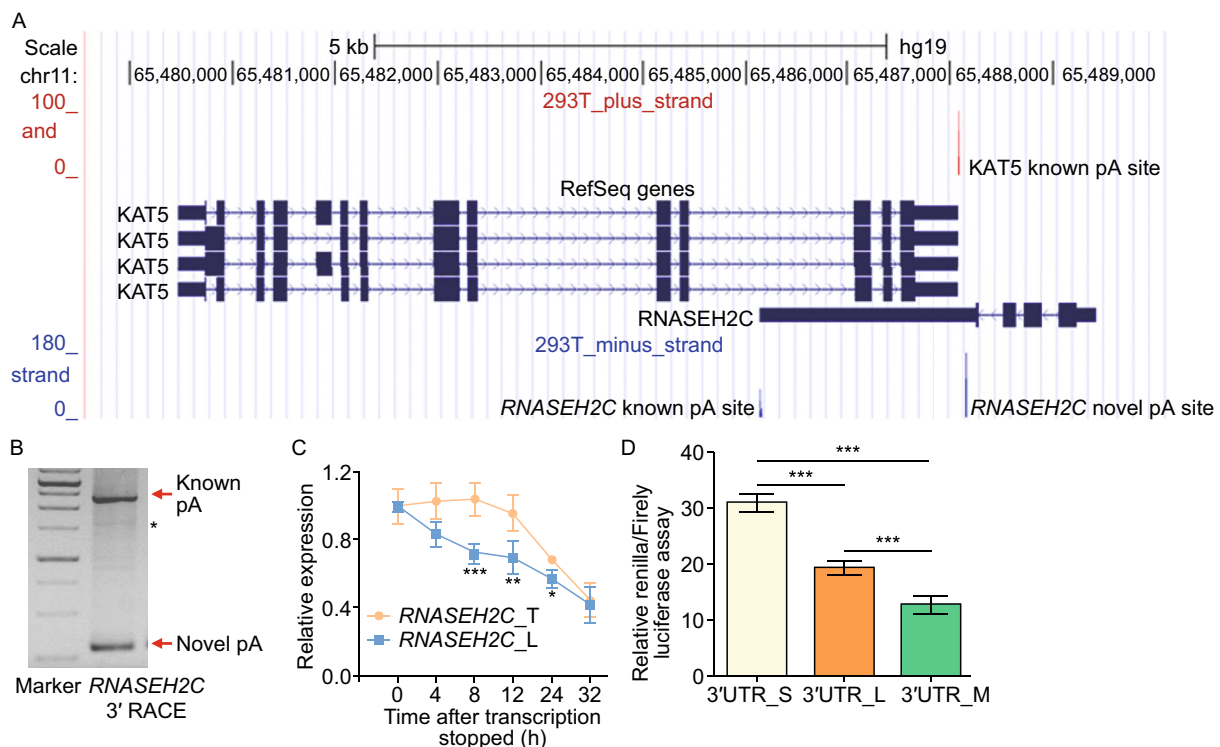 A
Scale
5 kb
hg19
chr11:
65,480,000
65,481,000
65,482,000
65,483,000
65,484,000
65,485,000
65,486,000
65,487,000
65,488,000
65,489,000
293T_plus_strand
100_
and
0_
KAT5 known pA site
RefSeq genes
KAT5
KAT5
KAT5
KAT5
RNASEH2C
293T_minus_strand
180_
strand
0_
RNASEH2C known pA site
RNASEH2C novel pA site
B
Known
pA
*
Novel pA
Marker RNASEH2C
3′ RACE
C
Relative expression
1.2
0.8
0.4
0.0
***
**
*
RNASEH2C_T
RNASEH2C_L
0 4 8 12 24 32
Time after transcription
stopped (h)
D
Relative renilla/Firely
luciferase assay
40
30
20
10
0
***
***
***
3′UTR_S 3′UTR_L 3′UTR_M